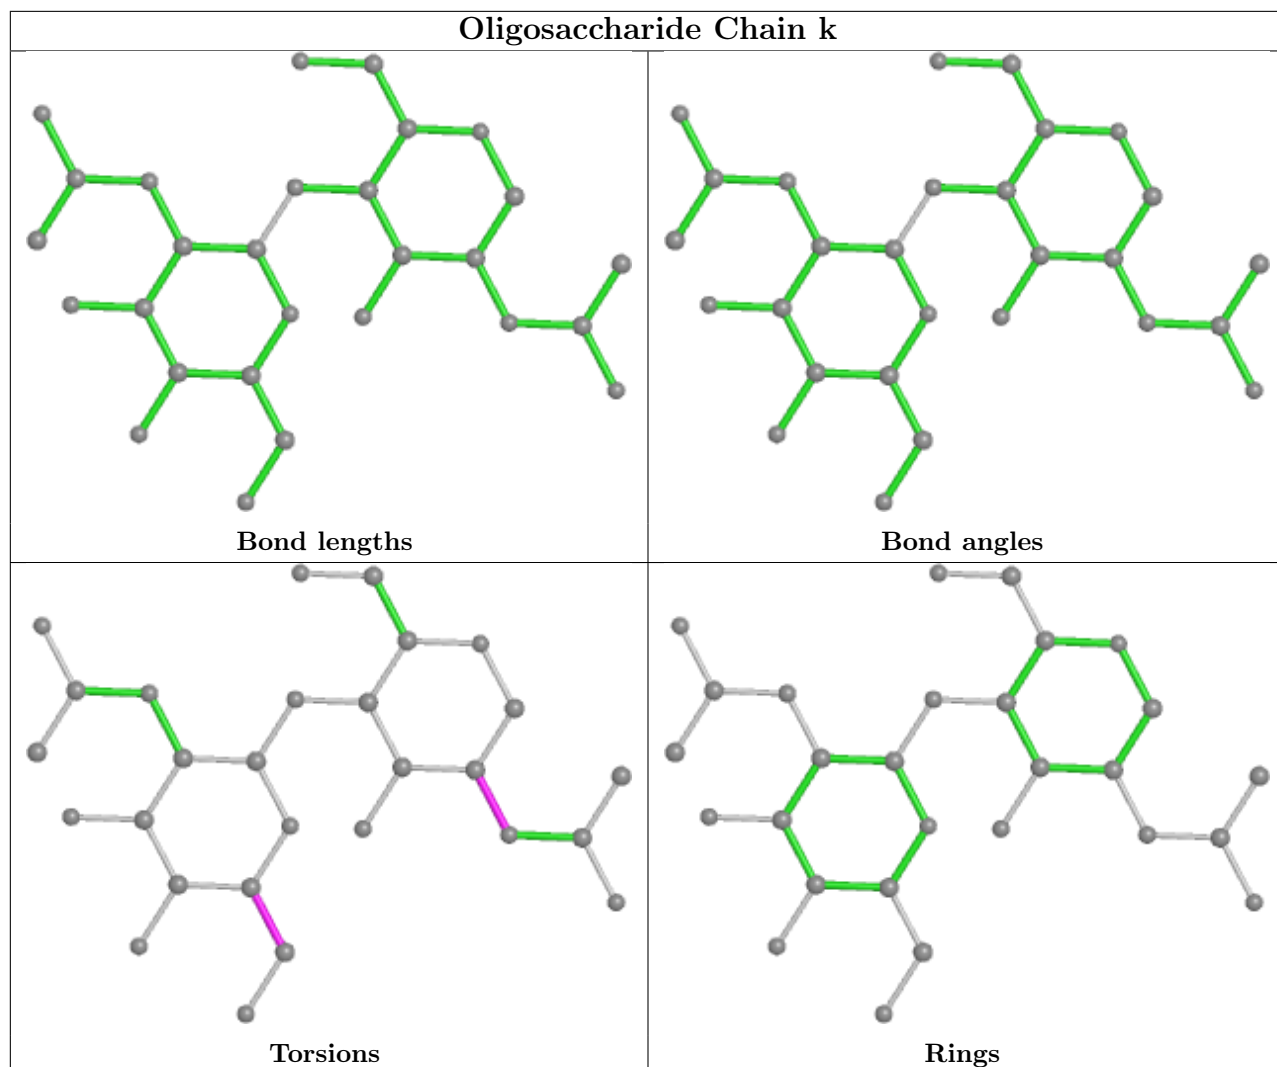 Oligosaccharide Chain k
Bond lengths
Bond angles
Torsions
Rings